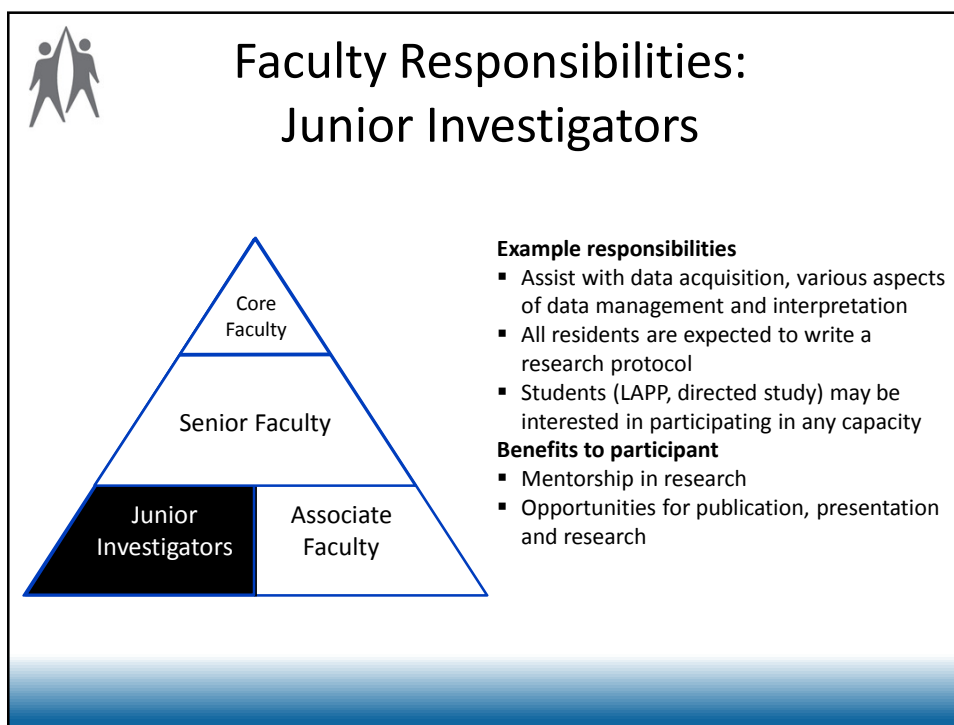 Faculty Responsibilities:
Junior Investigators
Core
Faculty
Senior Faculty
Junior
Investigators
Associate
Faculty
Example responsibilities
▪ Assist with data acquisition, various aspects
of data management and interpretation
▪ All residents are expected to write a
research protocol
▪ Students (LAPP, directed study) may be
interested in participating in any capacity
Benefits to participant
▪ Mentorship in research
▪ Opportunities for publication, presentation
and research